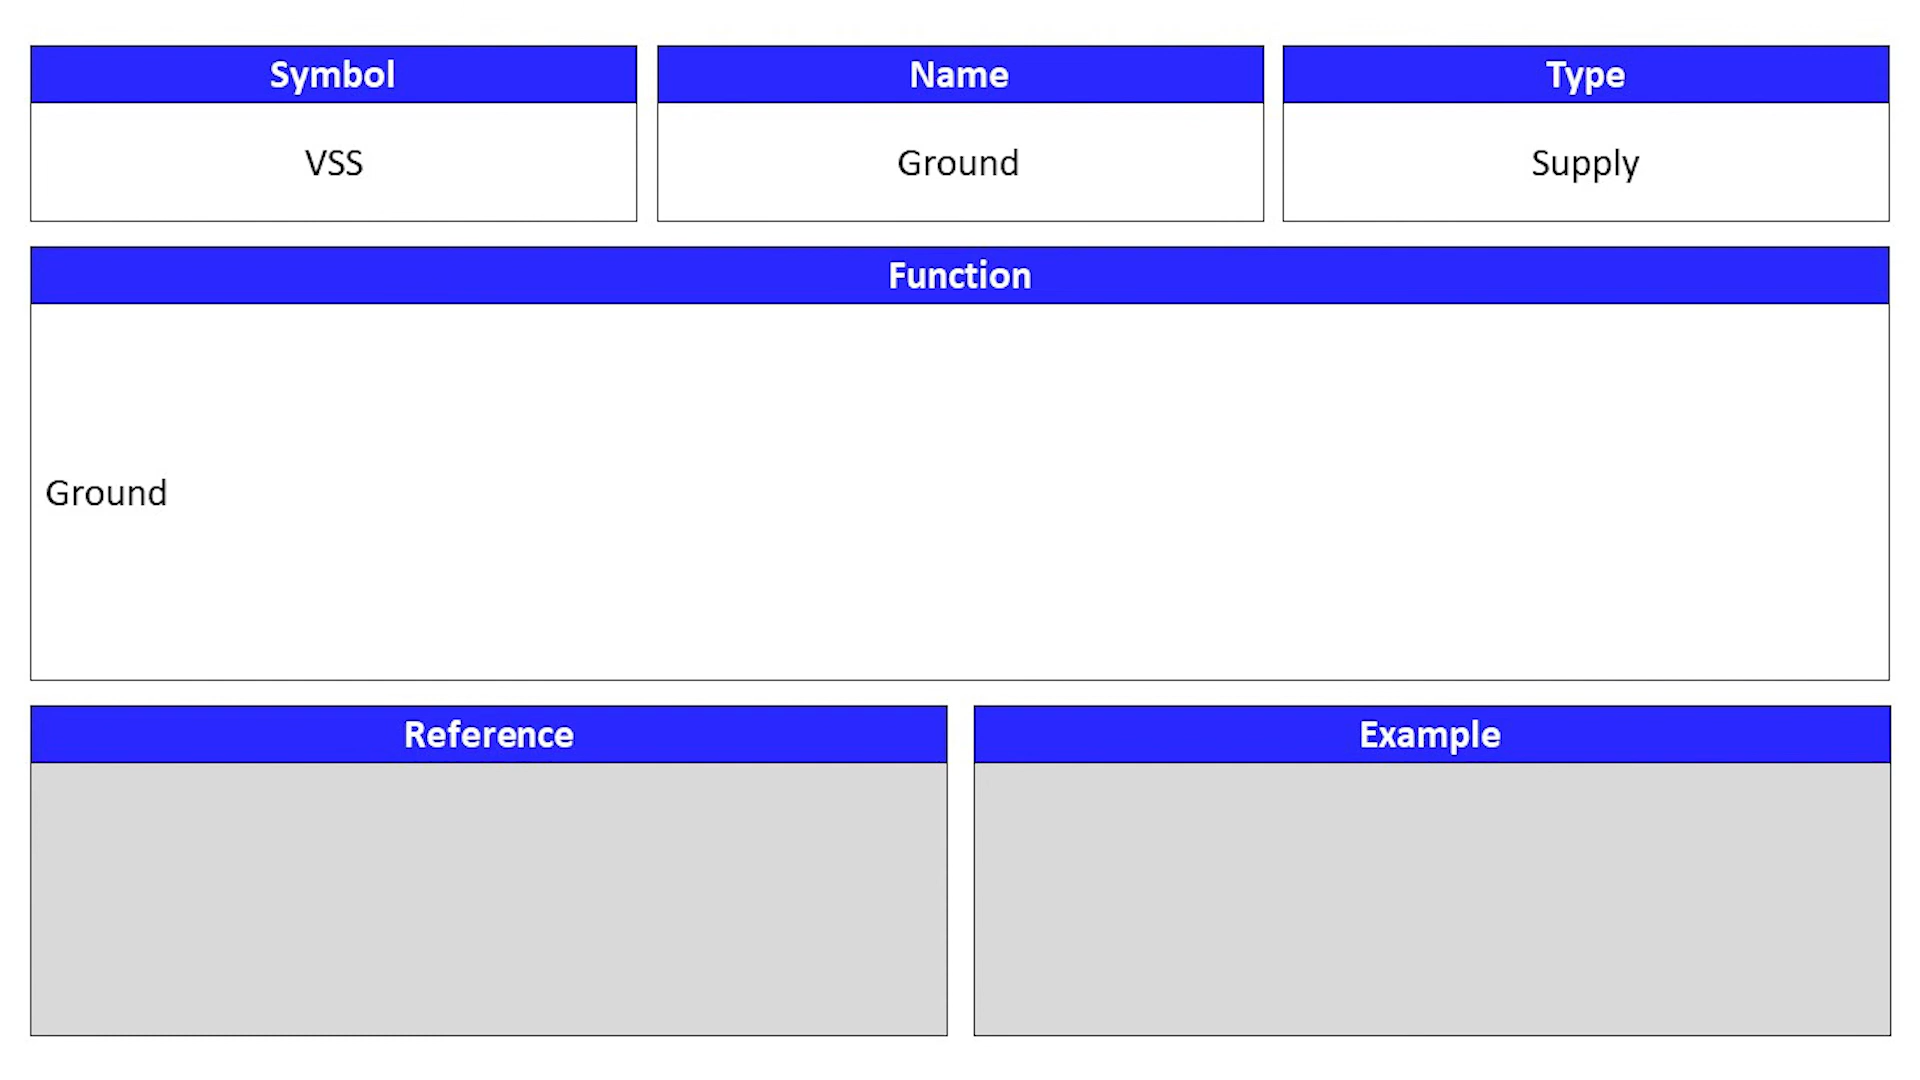 Symbol
Name
Type
VSS
Ground
Supply
Function
Ground
Reference
Example